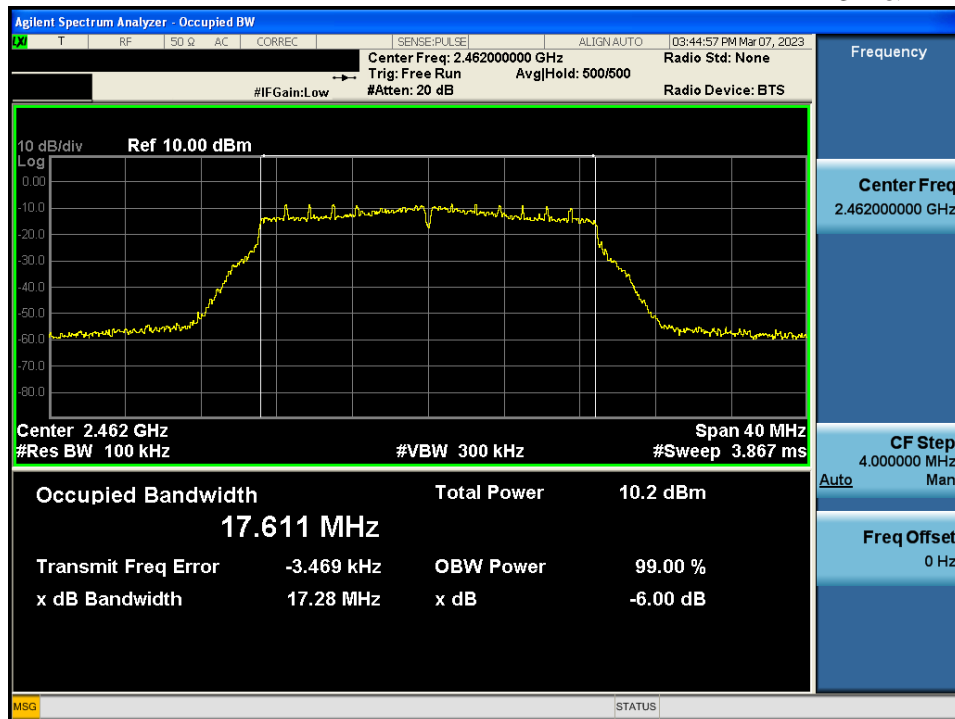 Agilent Spectrum Analyzer - Occupied BW
LXI T RF 50 Ω AC CORREC SENSE:PULSE ALIGN AUTO 03:44:57 PM Mar 07, 2023
Center Freq: 2.462000000 GHz Radio Std: None
Trig: Free Run Avg|Hold: 500/500
#IFGain:Low #Atten: 20 dB Radio Device: BTS
10 dB/div Ref 10.00 dBm
Log
0.00
-10.0
-20.0
-30.0
-40.0
-50.0
-60.0
-70.0
-80.0
Center 2.462 GHz Span 40 MHz
#Res BW 100 kHz #VBW 300 kHz #Sweep 3.867 ms
Occupied Bandwidth Total Power 10.2 dBm
17.611 MHz
Transmit Freq Error -3.469 kHz OBW Power 99.00 %
x dB Bandwidth 17.28 MHz x dB -6.00 dB
Frequency
Center Freq
2.462000000 GHz
CF Step
4.000000 MHz
Auto Man
Freq Offset
0 Hz
MSG STATUS